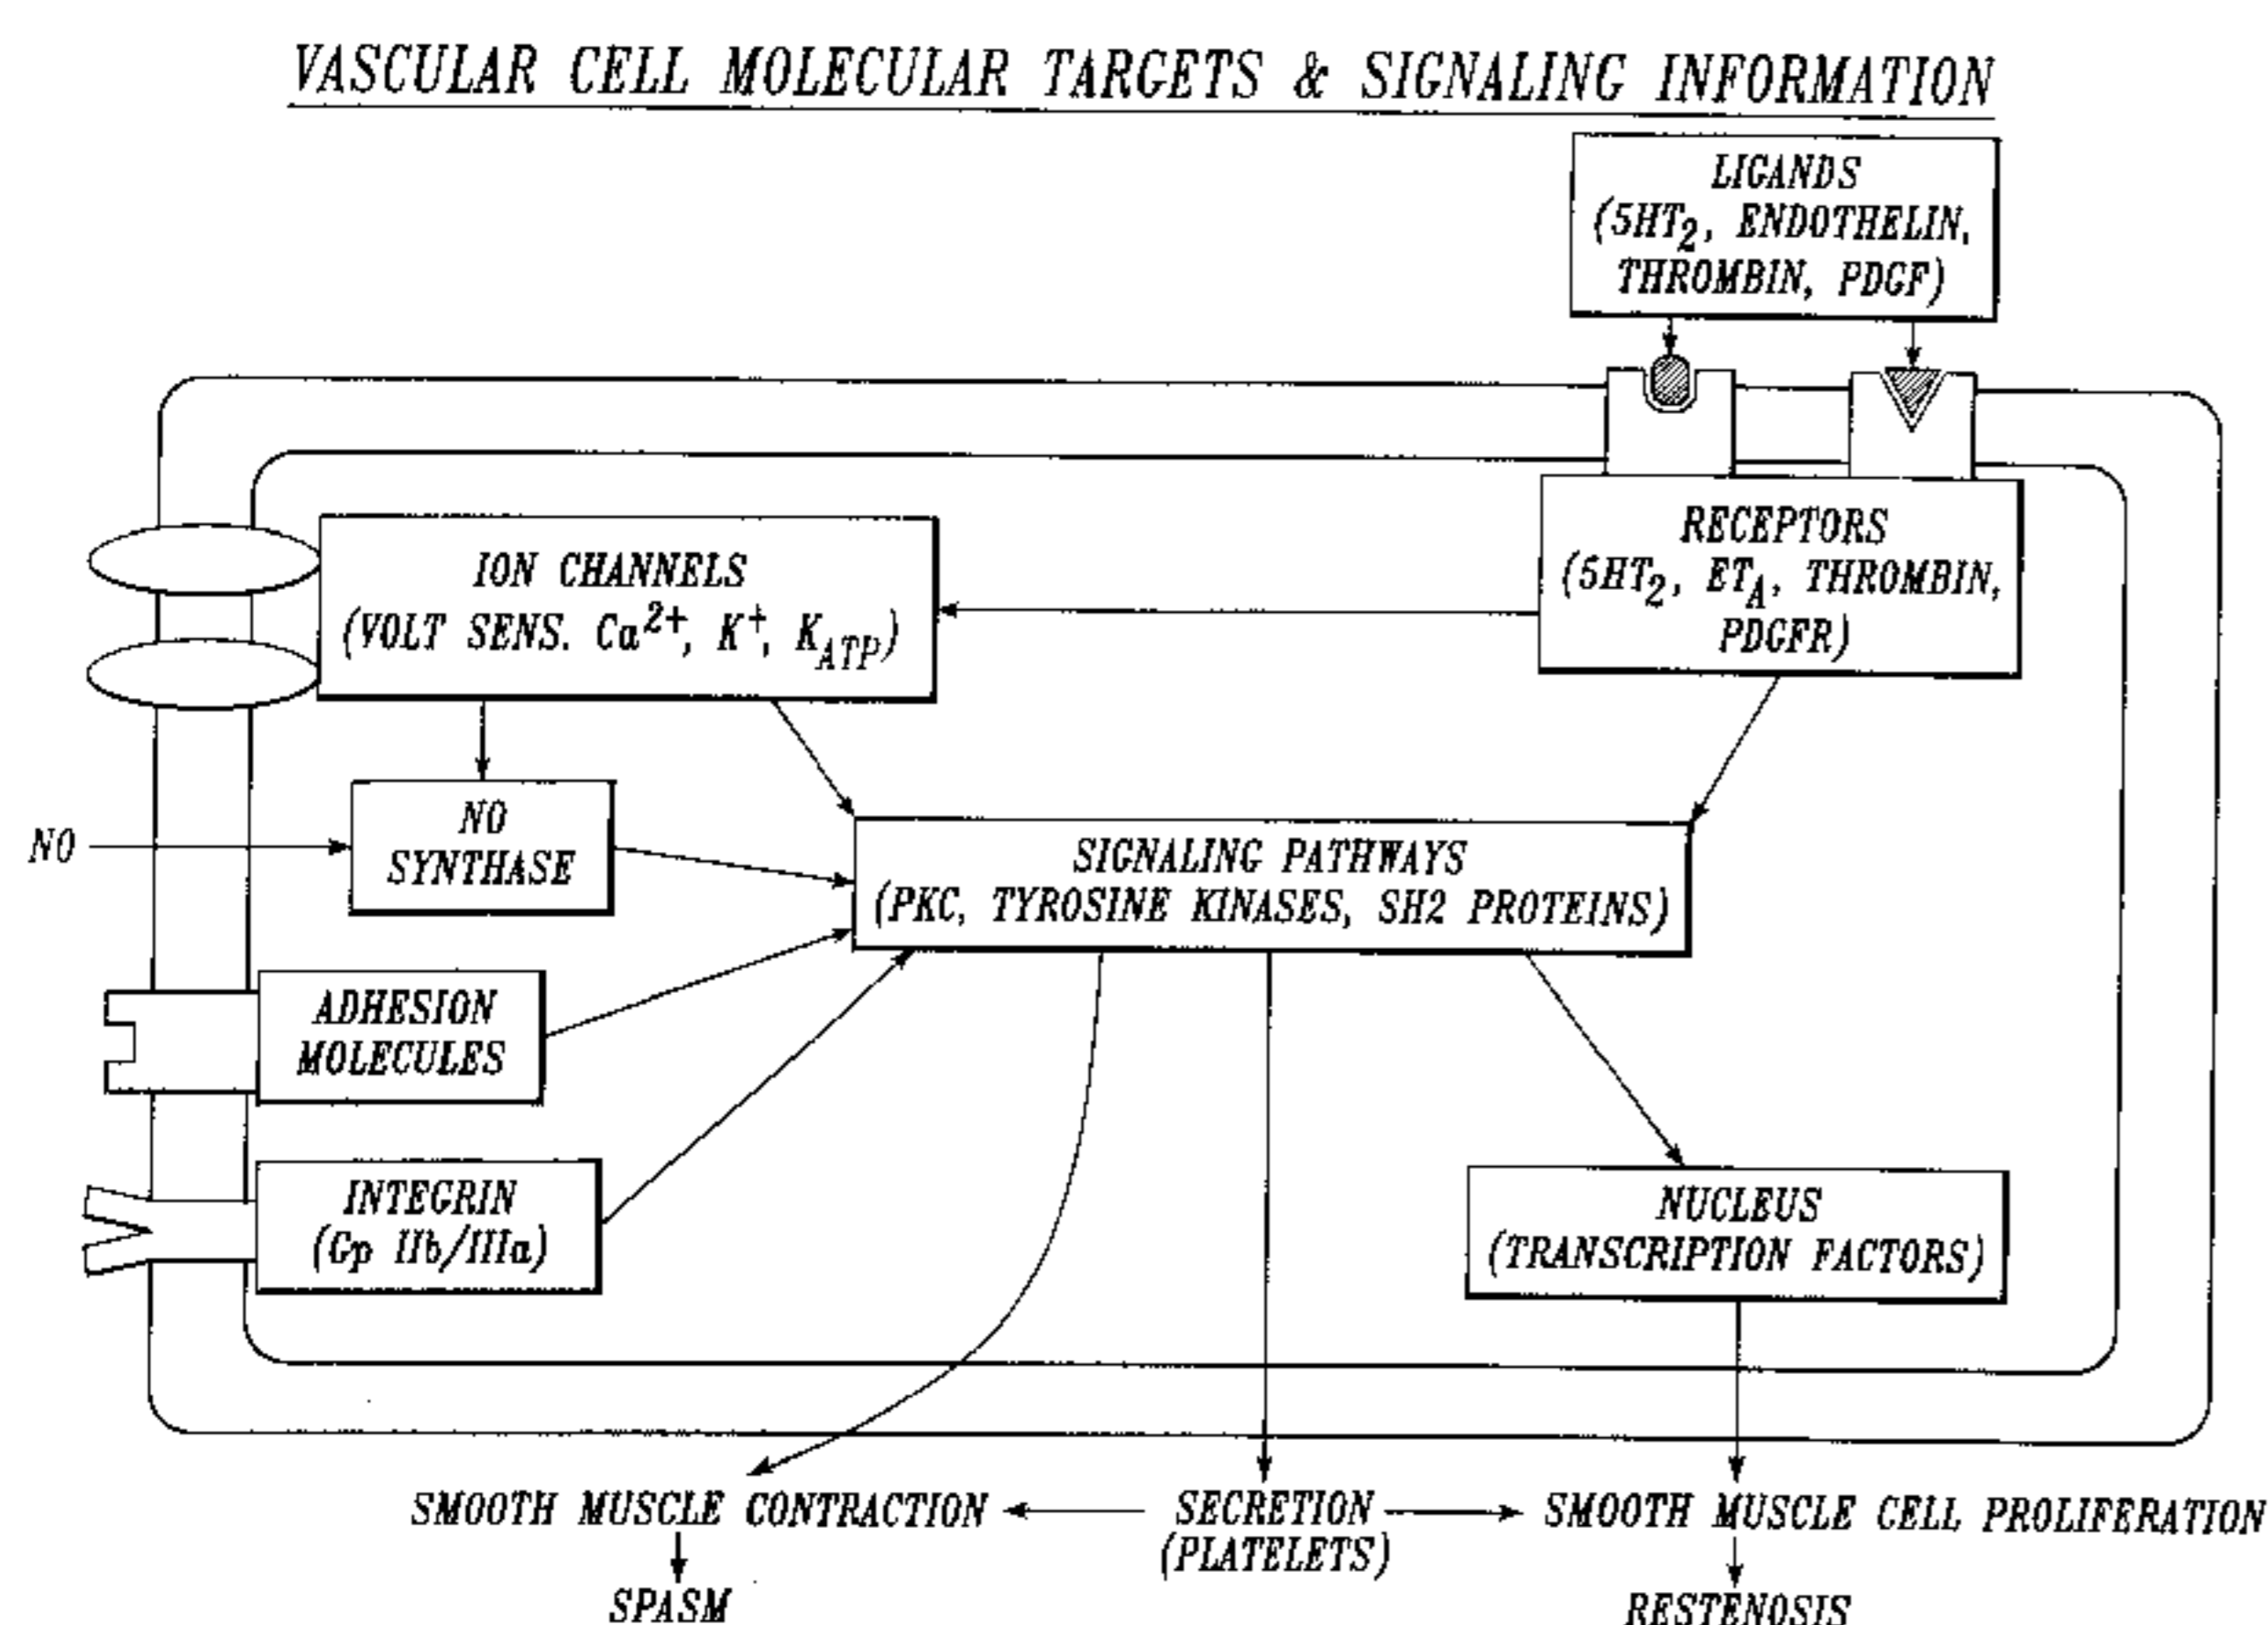 VASCULAR CELL MOLECULAR TARGETS & SIGNALING INFORMATION
LIGANDS
(5HT₂, ENDOTHELIN,
THROMBIN, PDGF)
RECEPTORS
(5HT₂, ET_A, THROMBIN,
PDGFR)
ION CHANNELS
(VOLT SENS. Ca²⁺, K⁺, K_ATP)
NO
NO
SYNTHASE
SIGNALING PATHWAYS
(PKC, TYROSINE KINASES, SH2 PROTEINS)
ADHESION
MOLECULES
INTEGRIN
(Gp IIb/IIIa)
NUCLEUS
(TRANSCRIPTION FACTORS)
SMOOTH MUSCLE CONTRACTION
SPASM
SECRETION
(PLATELETS)
SMOOTH MUSCLE CELL PROLIFERATION
RESTENOSIS